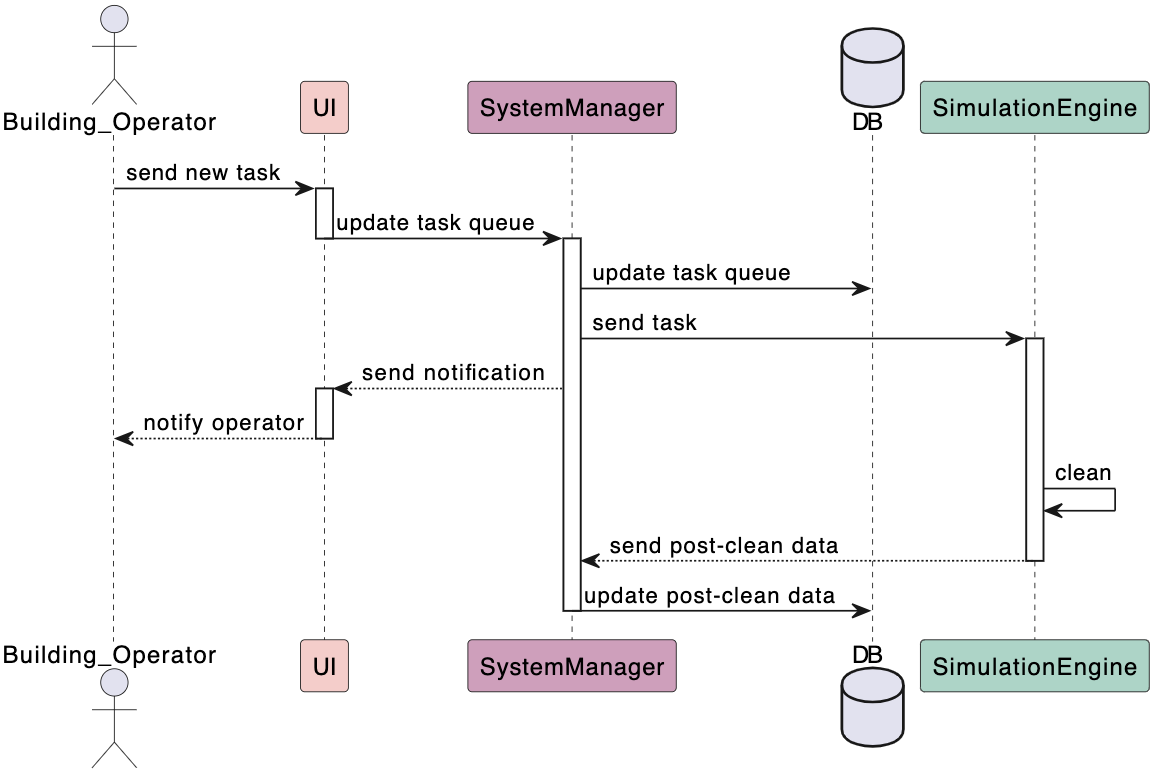 Building_Operator
UI
SystemManager
DB
SimulationEngine
send new task
update task queue
update task queue
send task
send notification
notify operator
clean
send post-clean data
update post-clean data
Building_Operator
UI
SystemManager
DB
SimulationEngine